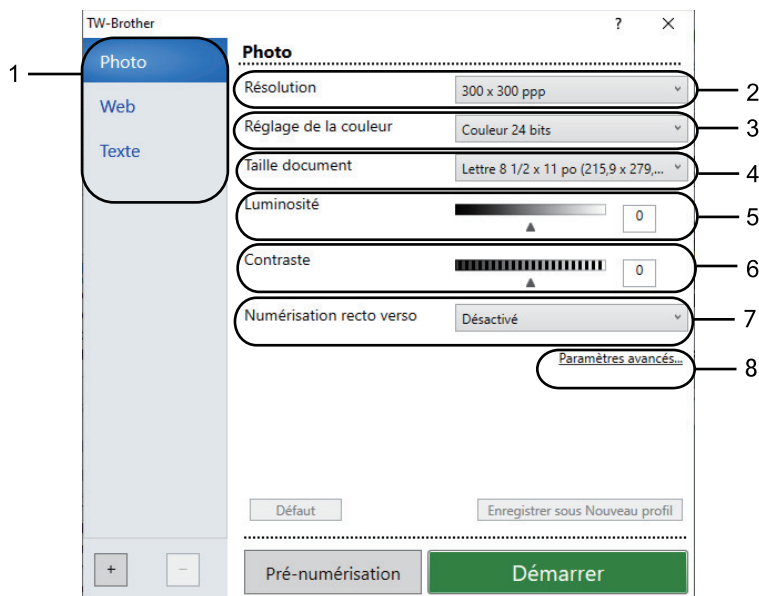 TW-Brother ? ×
1
Photo
Web
Texte
Photo
Résolution 300 x 300 ppp 2
Réglage de la couleur Couleur 24 bits 3
Taille document Lettre 8 1/2 x 11 po (215,9 x 279,... 4
Luminosité 0 5
Contraste 0 6
Numérisation recto verso Désactivé 7
Paramètres avancés... 8
Défaut Enregistrer sous Nouveau profil
+ − Pré-numérisation Démarrer